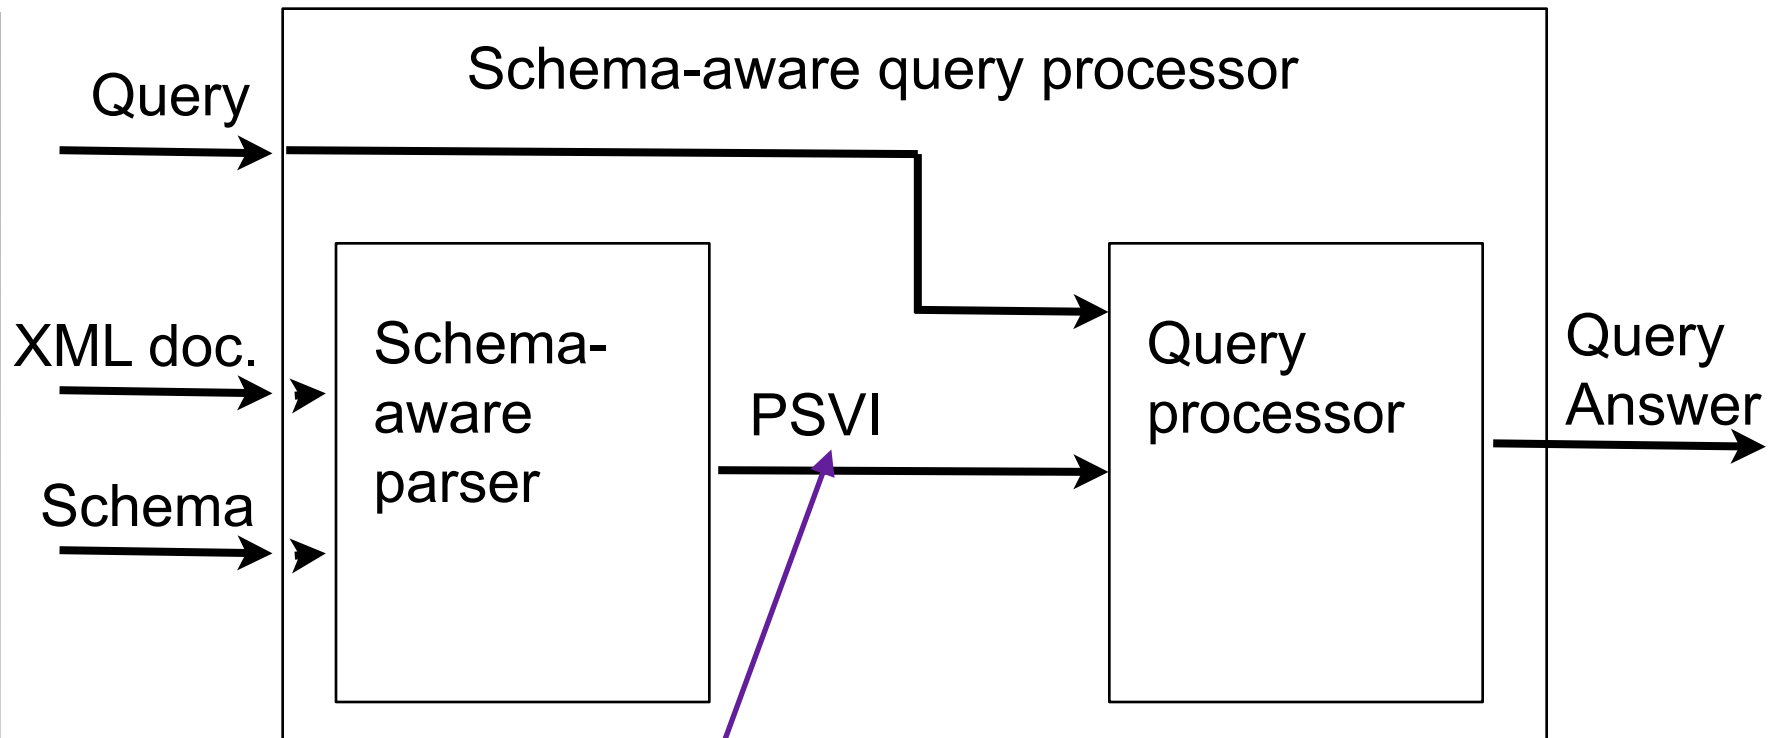 Schema-aware query processor
Query
XML doc.
Schema
Schema-
aware
parser
PSVI
Query
processor
Query
Answer